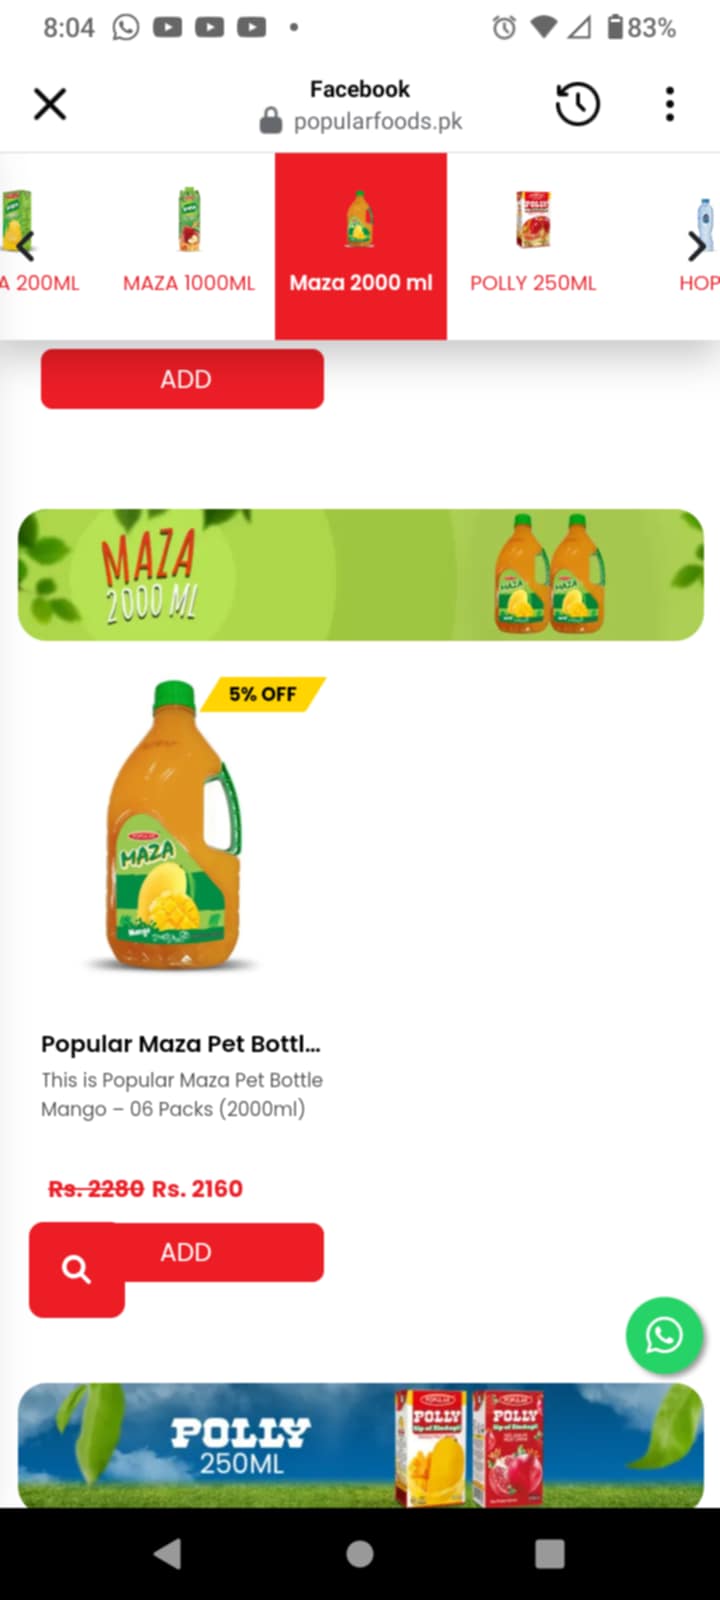 8:04
83%
Facebook
popularfoods.pk
A 200ML
MAZA 1000ML
Maza 2000 ml
POLLY 250ML
HOP
ADD
MAZA
2000 ML
5% OFF
POPULAR
MAZA
Mango
Popular Maza Pet Bottl...
This is Popular Maza Pet Bottle
Mango – 06 Packs (2000ml)
Rs. 2280 Rs. 2160
ADD
POLLY
250ML
POLLY
POLLY